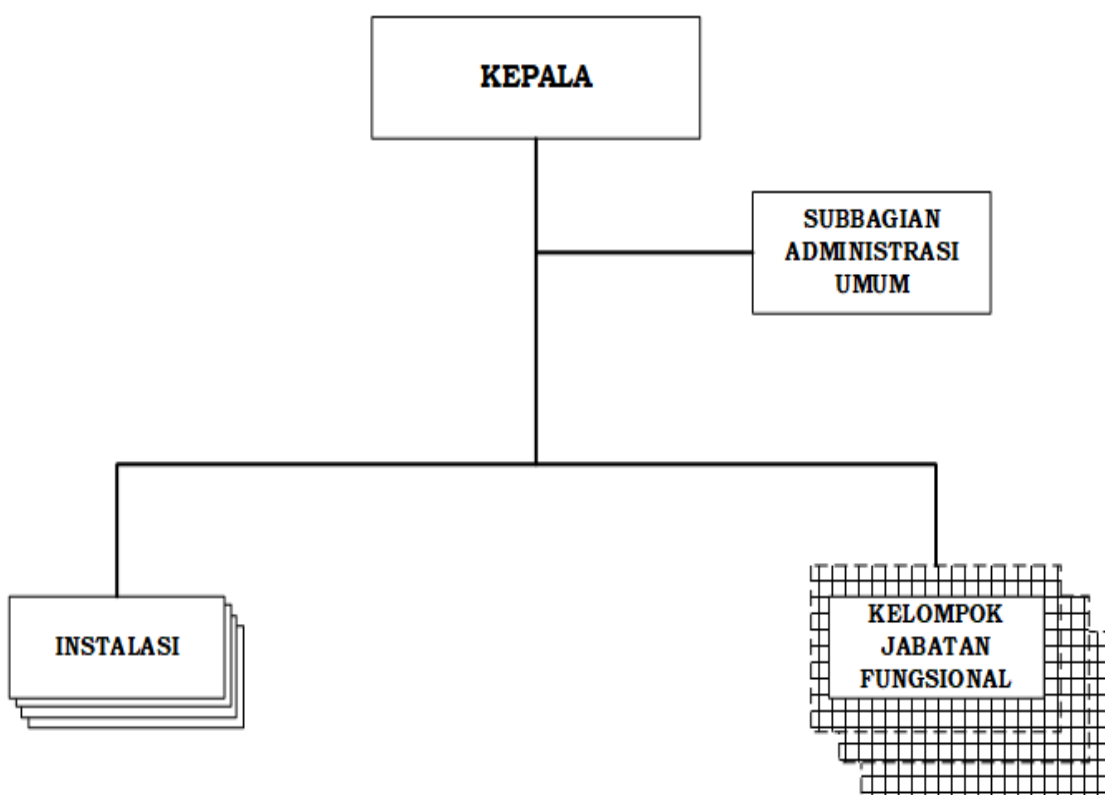 KEPALA
SUBBAGIAN
ADMINISTRASI
UMUM
INSTALASI
KELOMPOK
JABATAN
FUNGSIONAL